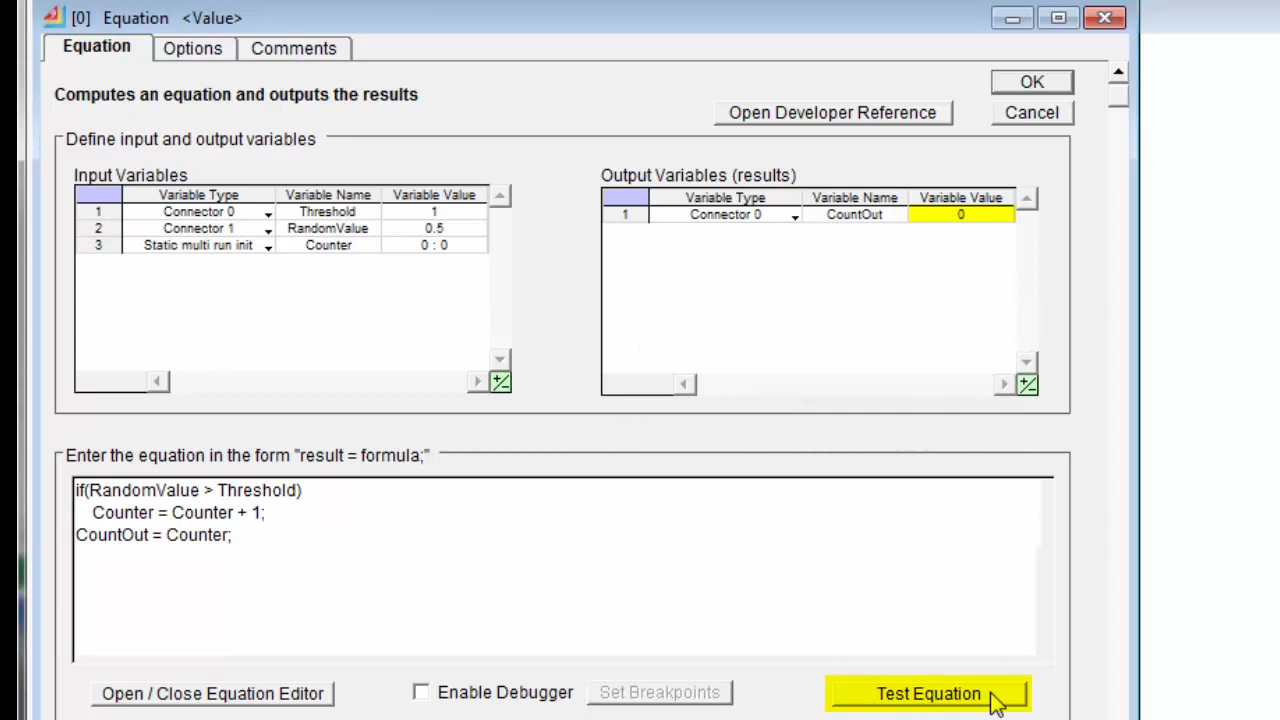 [0] Equation <Value>
Equation Options Comments
Computes an equation and outputs the results
OK
Open Developer Reference
Cancel
Define input and output variables
Input Variables
Variable Type Variable Name Variable Value
1 Connector 0 Threshold 1
2 Connector 1 RandomValue 0.5
3 Static multi run init Counter 0 : 0
Output Variables (results)
Variable Type Variable Name Variable Value
1 Connector 0 CountOut 0
Enter the equation in the form "result = formula;"
if(RandomValue > Threshold)
Counter = Counter + 1;
CountOut = Counter;
Open / Close Equation Editor
Enable Debugger
Set Breakpoints
Test Equation